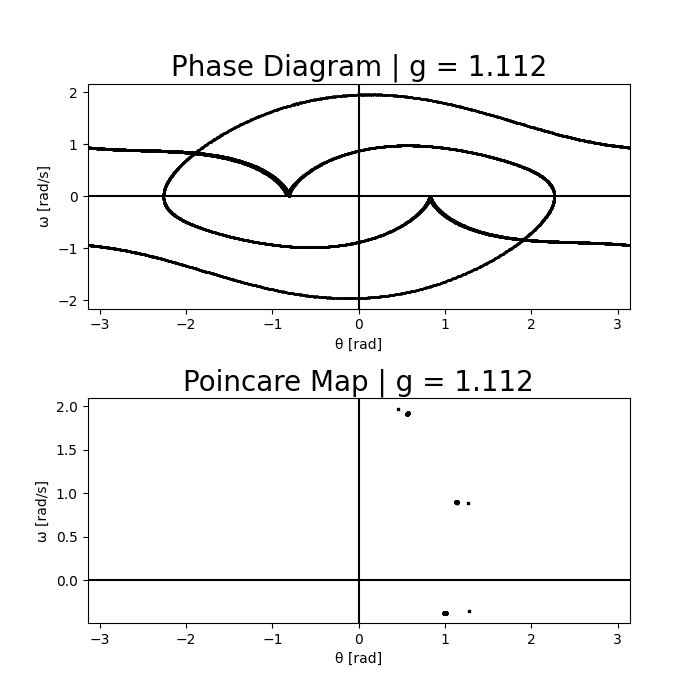 Phase Diagram | g = 1.112
2
1
0
−1
−2
ω [rad/s]
−3 −2 −1 0 1 2 3
θ [rad]
Poincare Map | g = 1.112
2.0
1.5
1.0
0.5
0.0
ω [rad/s]
−3 −2 −1 0 1 2 3
θ [rad]